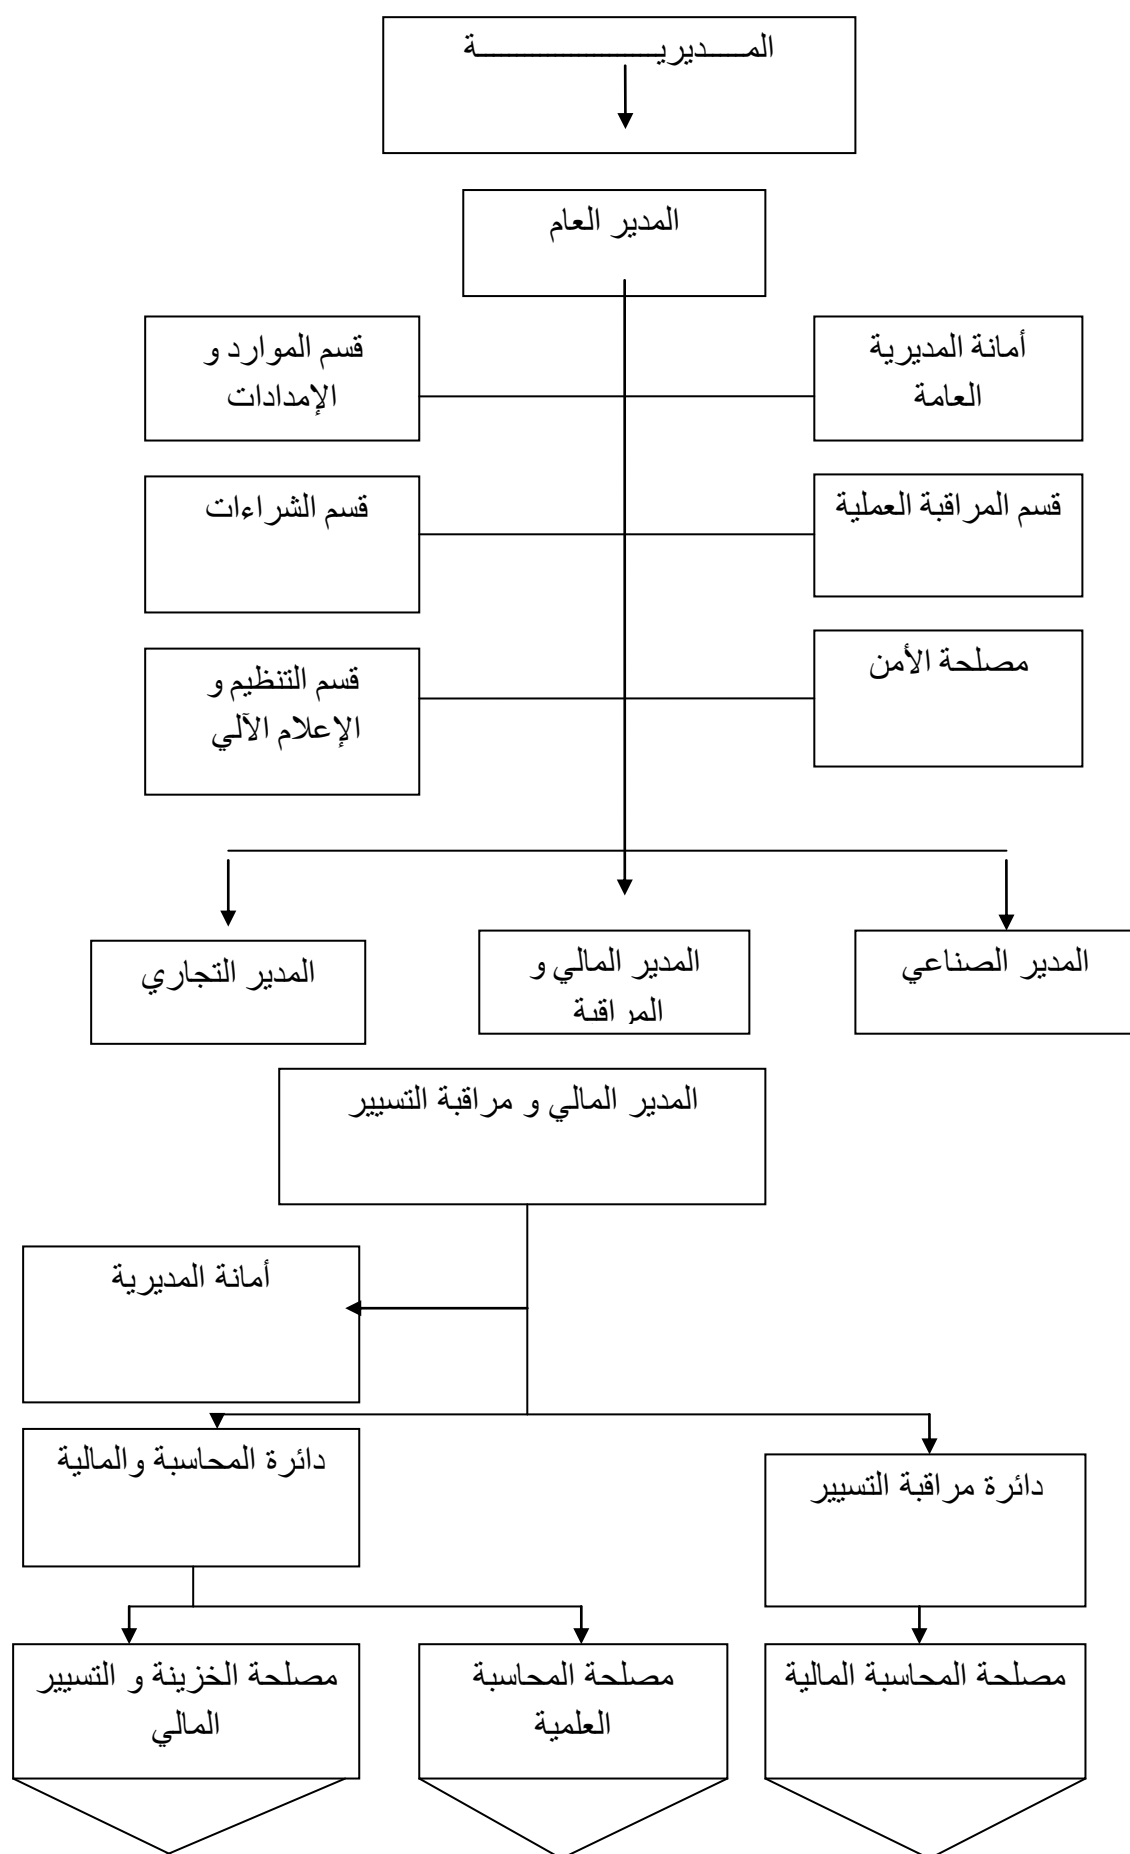 المـــــديريــــــــــــــــــــــة
المدير العام
أمانة المديرية
العامة
قسم الموارد و
الإمدادات
قسم المراقبة العملية
قسم الشراءات
مصلحة الأمن
قسم التنظيم و
الإعلام الآلي
المدير الصناعي
المدير المالي و
المراقبة
المدير التجاري
المدير المالي و مراقبة التسيير
أمانة المديرية
دائرة مراقبة التسيير
دائرة المحاسبة والمالية
مصلحة المحاسبة المالية
مصلحة المحاسبة
العلمية
مصلحة الخزينة و التسيير
المالي